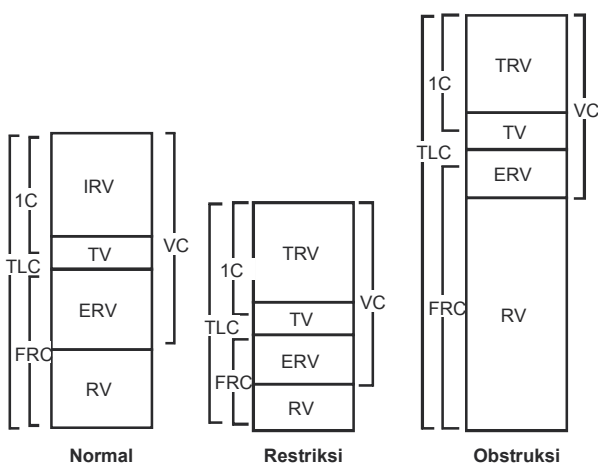 IRV
1C
TV
VC
TLC
ERV
FRC
RV
Normal
TRV
1C
TV
VC
TLC
ERV
FRC
RV
Restriksi
TRV
1C
VC
TV
TLC
ERV
FRC
RV
Obstruksi